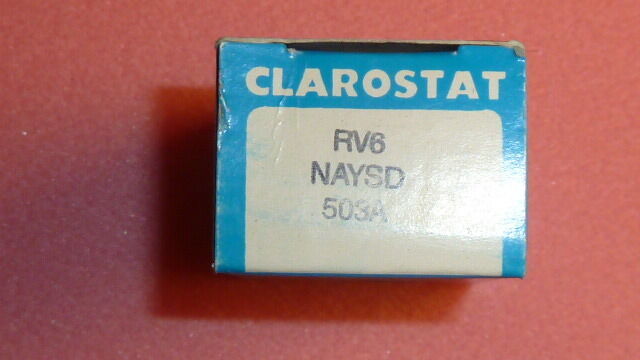 CLAROSTAT
RV6
NAYSD
503A